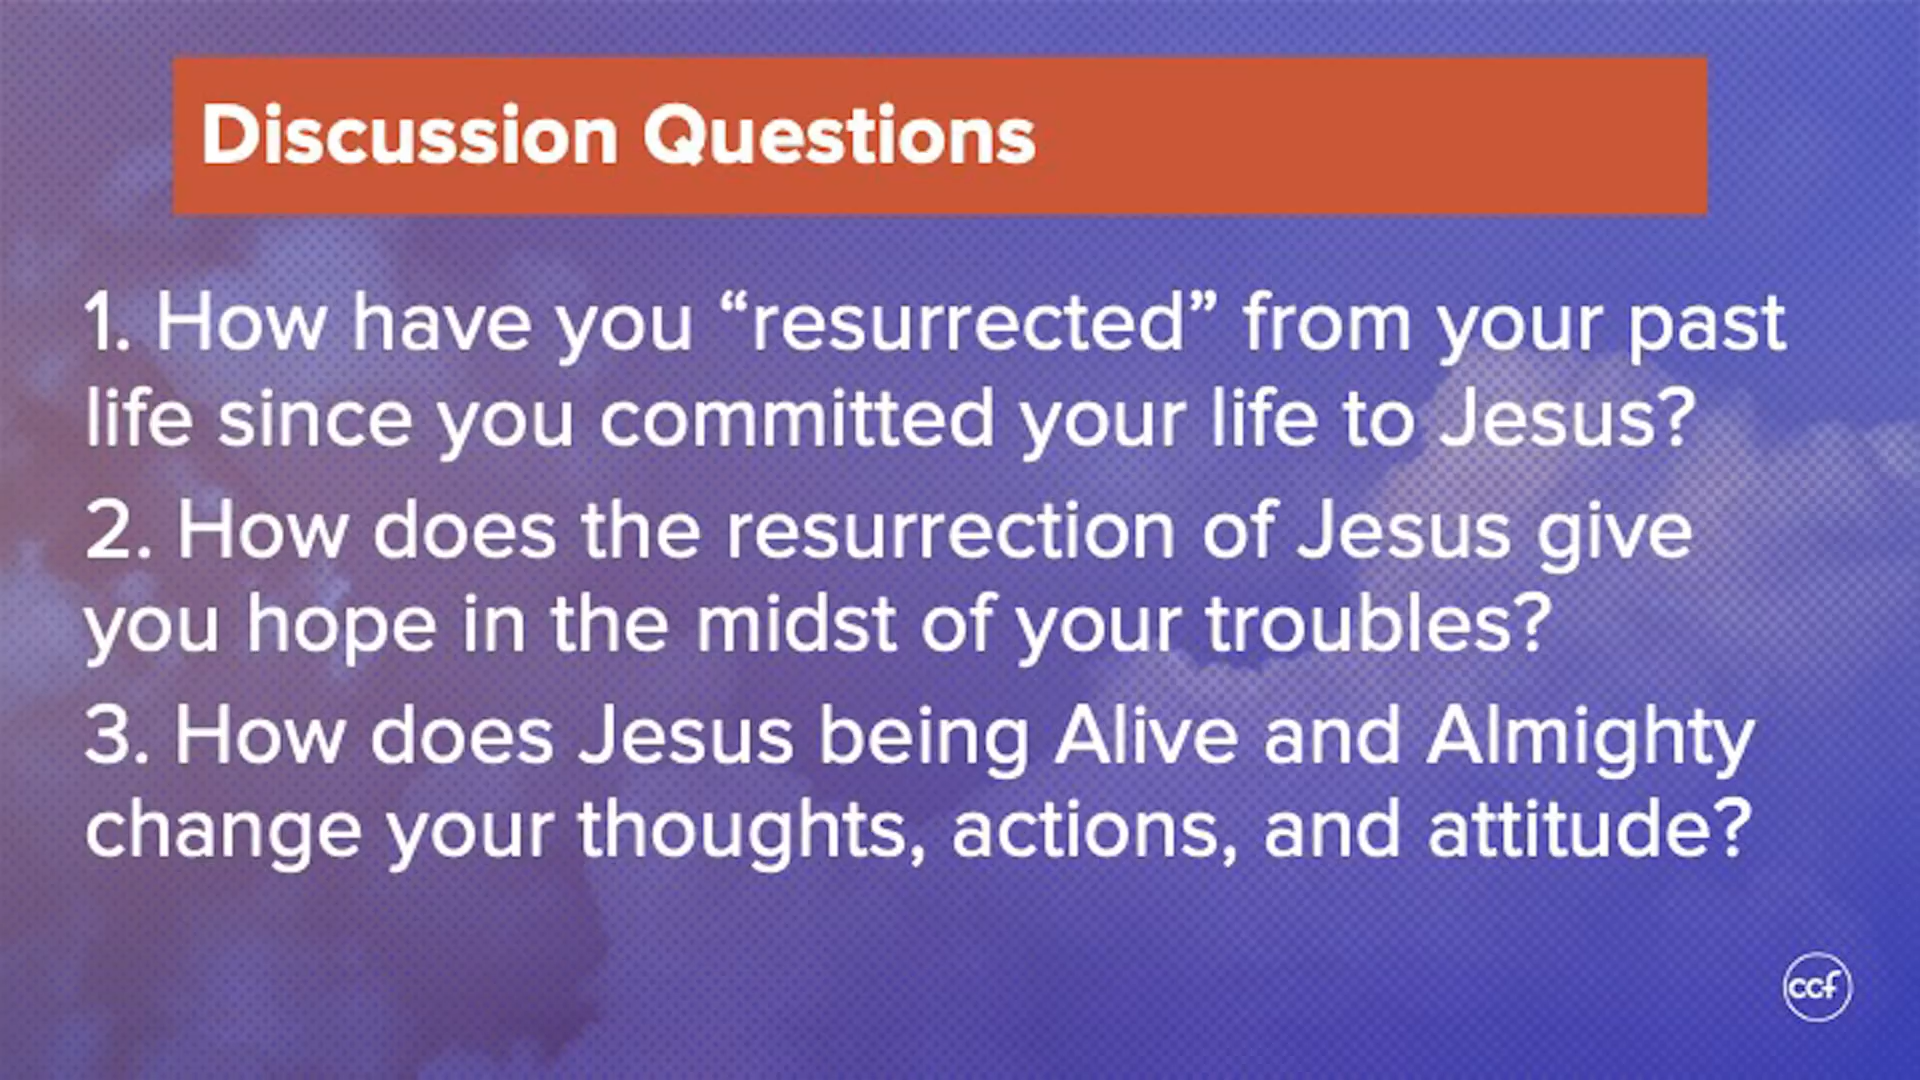 Discussion Questions
1. How have you “resurrected” from your past
life since you committed your life to Jesus?
2. How does the resurrection of Jesus give
you hope in the midst of your troubles?
3. How does Jesus being Alive and Almighty
change your thoughts, actions, and attitude?
ccf